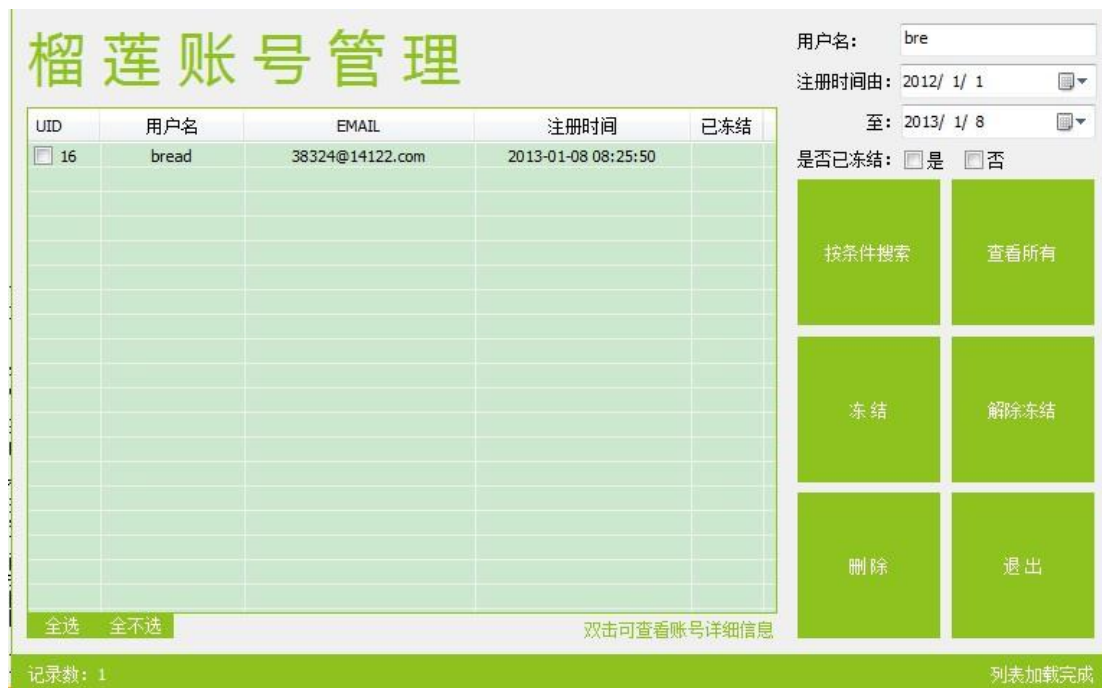 榴莲账号管理
用户名: bre
注册时间由: 2012/ 1/ 1
至: 2013/ 1/ 8
是否已冻结: 是 否
UID 用户名 EMAIL 注册时间 已冻结
16 bread 38324@14122.com 2013-01-08 08:25:50
按条件搜索 查看所有
冻结 解除冻结
删除 退出
全选 全不选 双击可查看账号详细信息
记录数: 1 列表加载完成